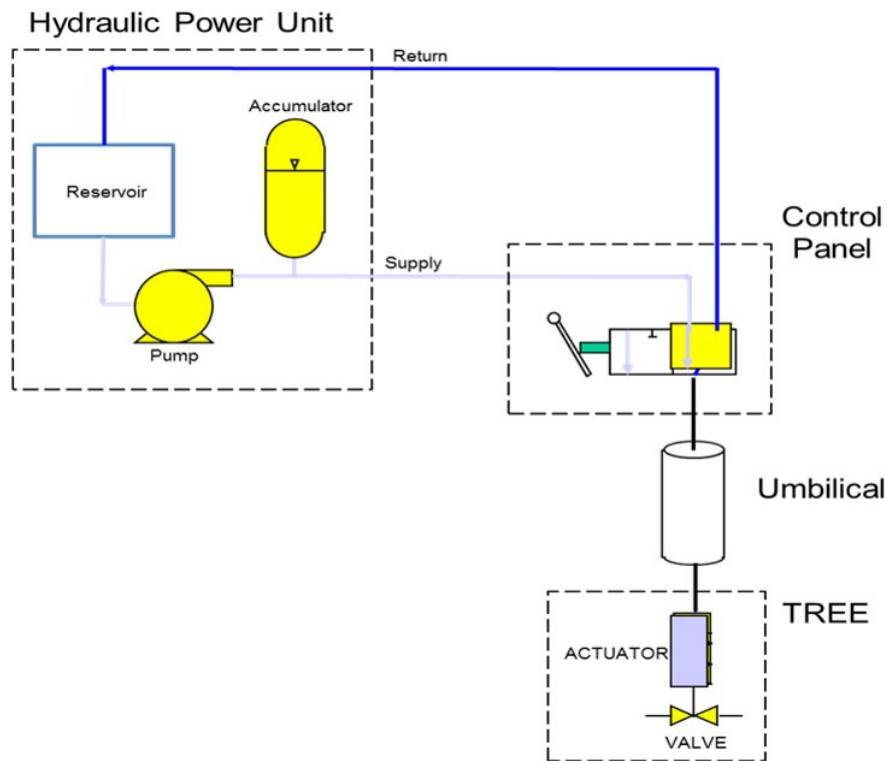 Hydraulic Power Unit
Return
Accumulator
Reservoir
Control
Panel
Supply
Pump
Umbilical
TREE
ACTUATOR
VALVE